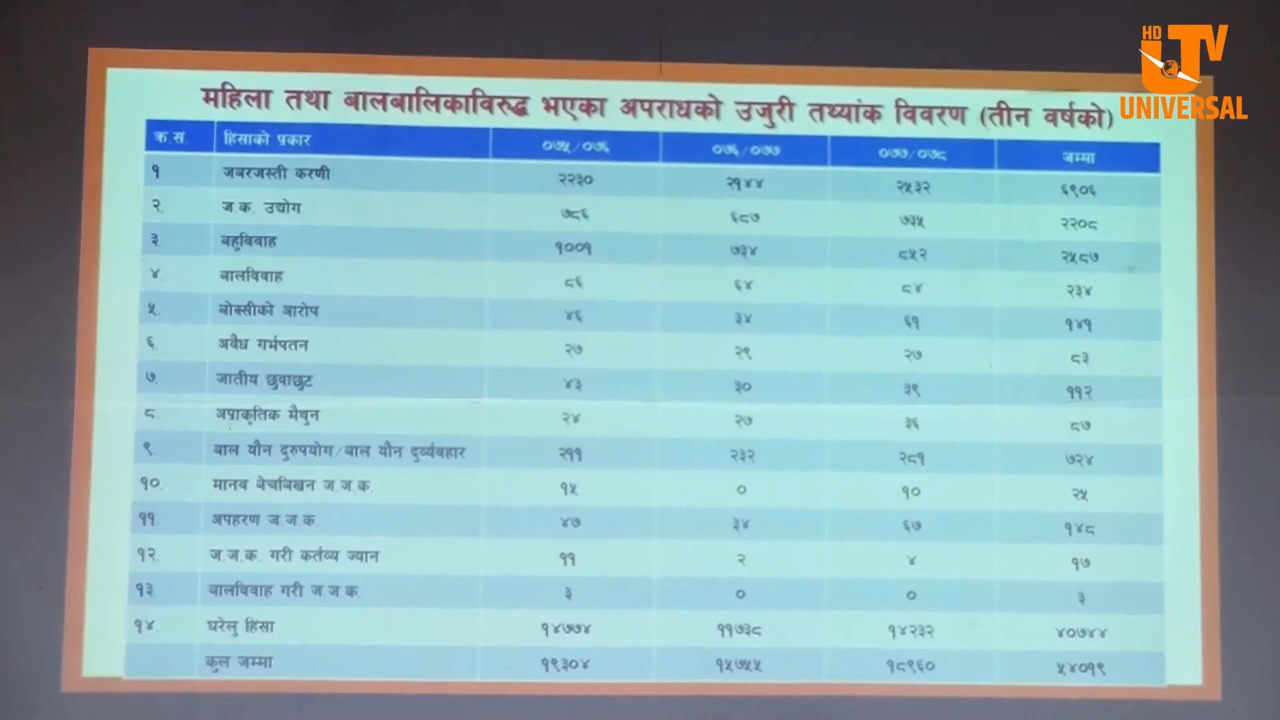 HD
UTV
UNIVERSAL
महिला तथा बालबालिकाविरुद्ध भएका अपराधको उजुरी तथ्यांक विवरण (तीन वर्षको)
क्र.सं. हिंसाको प्रकार ०७५/०७६ ०७६/०७७ ०७७/०७८ जम्मा
१ जबरजस्ती करणी २२३० २१४४ २५३२ ६९०६
२. ज.क. उद्योग ७८६ ६८७ ७३५ २२०८
३. बहुविवाह १००१ ७३४ ८५२ २५८७
४. बालविवाह ८६ ६४ ८४ २३४
५. बोक्सीको आरोप ४६ ३४ ६१ १४१
६. अवैध गर्भपतन २७ २९ २७ ८३
७. जातीय छुवाछुट ४३ ३० ३९ ११२
८. अप्राकृतिक मैथुन २४ २७ ३६ ८७
९. बाल यौन दुरुपयोग/बाल यौन दुर्व्यवहार २११ २३२ २८१ ७२४
१०. मानव बेचबिखन ज.ज.क. १५ ० १० २५
११. अपहरण ज.ज.क. ४७ ३४ ६७ १४८
१२. ज.ज.क. गरी कर्तव्य ज्यान ११ २ ४ १७
१३. बालविवाह गरी ज.ज.क. ३ ० ० ३
१४. घरेलु हिंसा १४७७४ ११७३८ १४२३२ ४०७४४
कुल जम्मा १९३०४ १५७५५ १८९६० ५४०१९